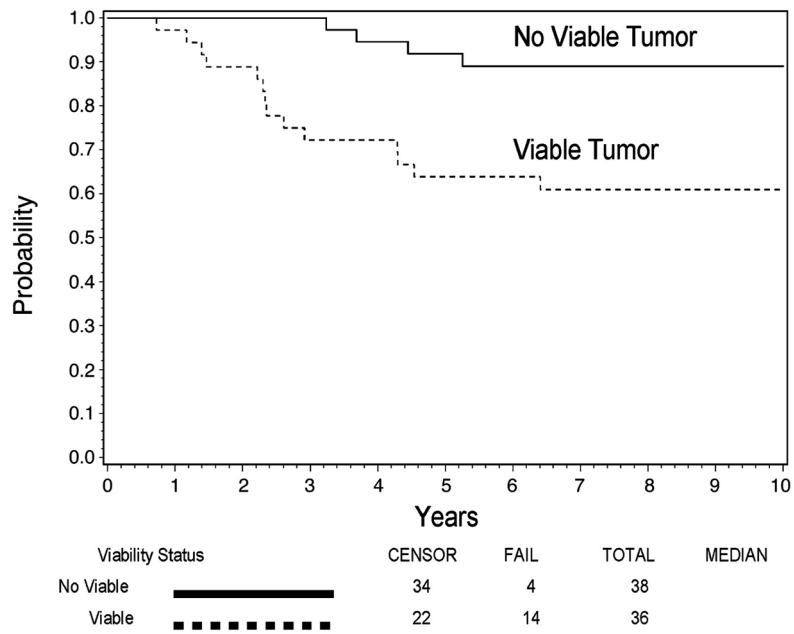 1.0
0.9
0.8
0.7
0.6
0.5
0.4
0.3
0.2
0.1
0.0
Probability
No Viable Tumor
Viable Tumor
0 1 2 3 4 5 6 7 8 9 10
Years
Viability Status CENSOR FAIL TOTAL MEDIAN
No Viable 34 4 38
Viable 22 14 36